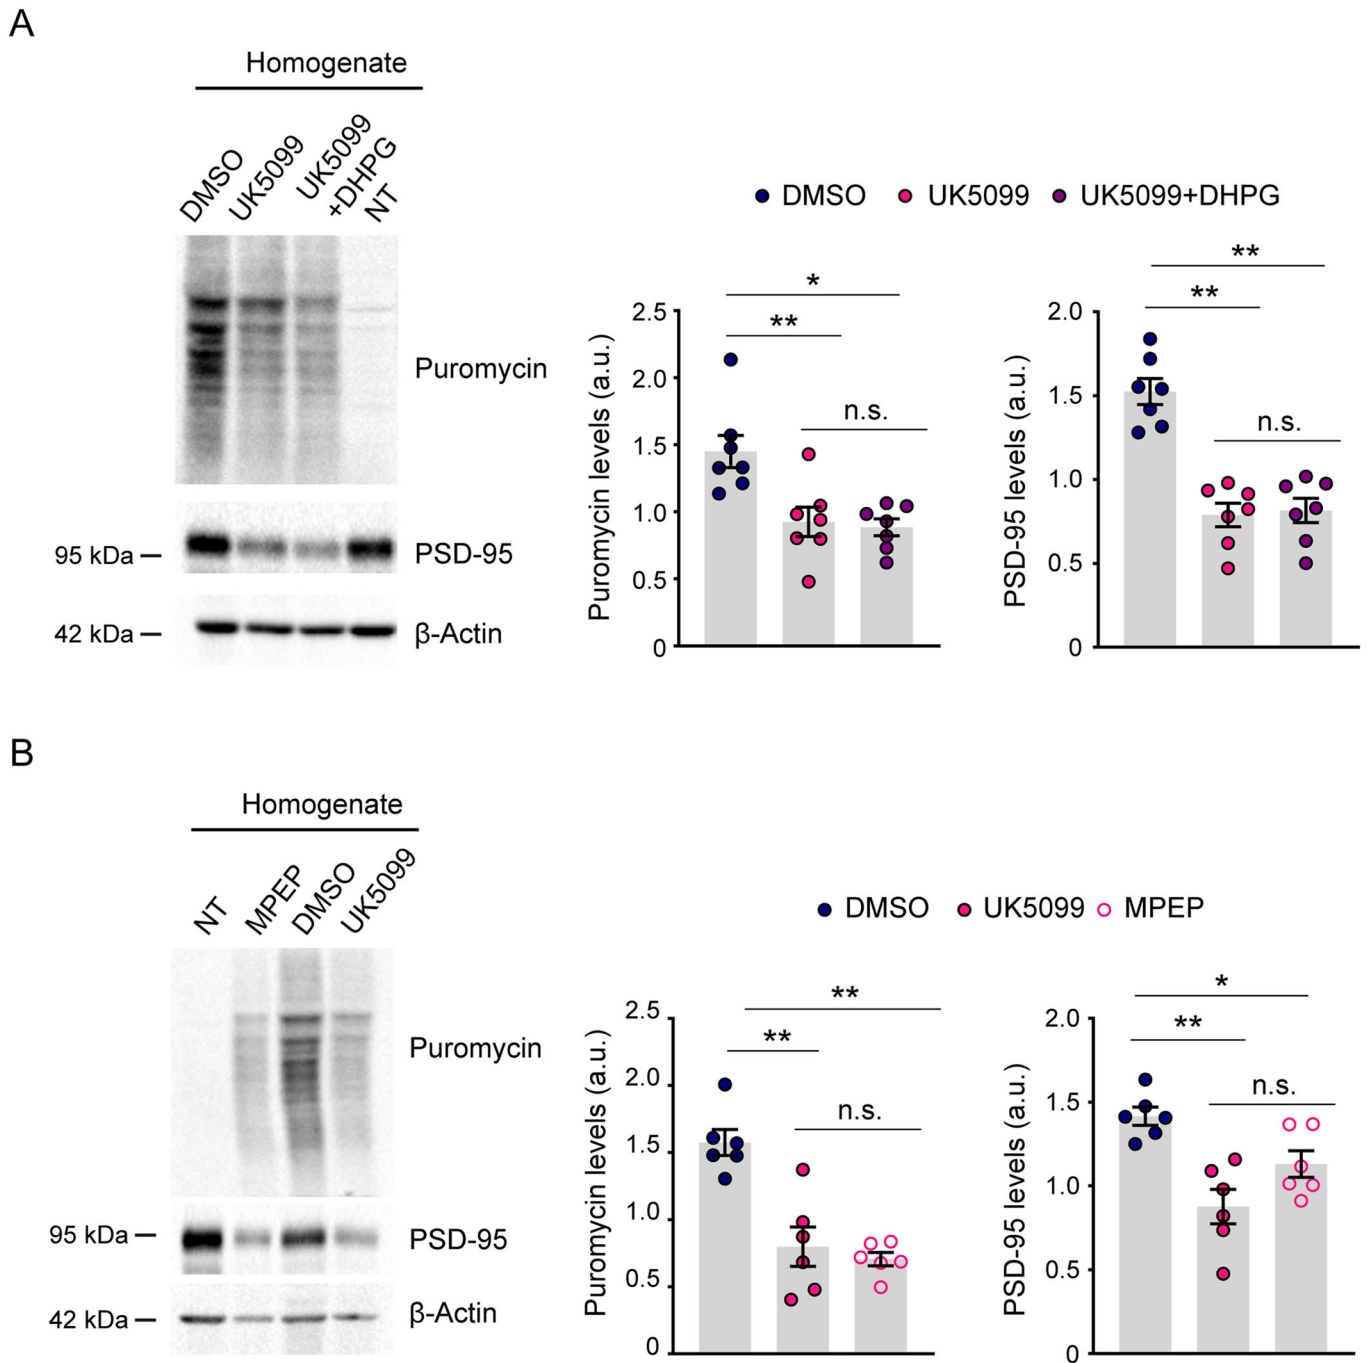 A
Homogenate
DMSO
UK5099
UK5099
+DHPG
NT
Puromycin
95 kDa
PSD-95
42 kDa
β-Actin
DMSO
UK5099
UK5099+DHPG
Puromycin levels (a.u.)
2.5
2.0
1.5
1.0
0.5
0
*
**
n.s.
PSD-95 levels (a.u.)
2.0
1.5
1.0
0.5
0
**
**
n.s.
B
Homogenate
NT
MPEP
DMSO
UK5099
Puromycin
95 kDa
PSD-95
42 kDa
β-Actin
DMSO
UK5099
MPEP
Puromycin levels (a.u.)
2.5
2.0
1.5
1.0
0.5
0
**
**
n.s.
PSD-95 levels (a.u.)
2.0
1.5
1.0
0.5
0
*
**
n.s.